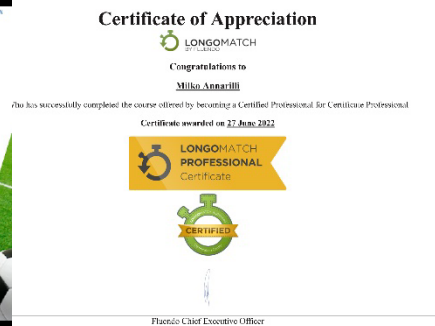 Certificate of Appreciation
LONGOMATCH
BY FLUENDO
Congratulations to
Milko Annarilli
Who has successfully completed the course offered by becoming a Certified Professional for Certificate Professional
Certificate awarded on 27 June 2022
LONGOMATCH
PROFESSIONAL
Certificate
CERTIFIED
Fluendo Chief Executive Officer